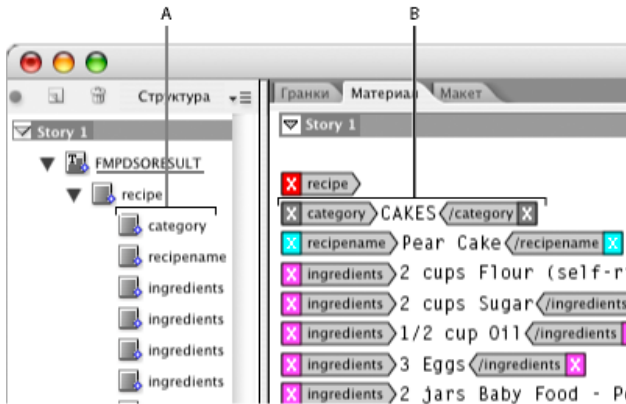 A B
Структура
Гранки Материал Макет
Story 1
Story 1
FMPDSORESULT
recipe
category
recipename
ingredients
ingredients
ingredients
ingredients
X recipe
X category CAKES /category X
X recipename Pear Cake /recipename X
X ingredients 2 cups Flour (self-r
X ingredients 2 cups Sugar /ingredients
X ingredients 1/2 cup Oil /ingredients
X ingredients 3 Eggs /ingredients X
X ingredients 2 jars Baby Food -